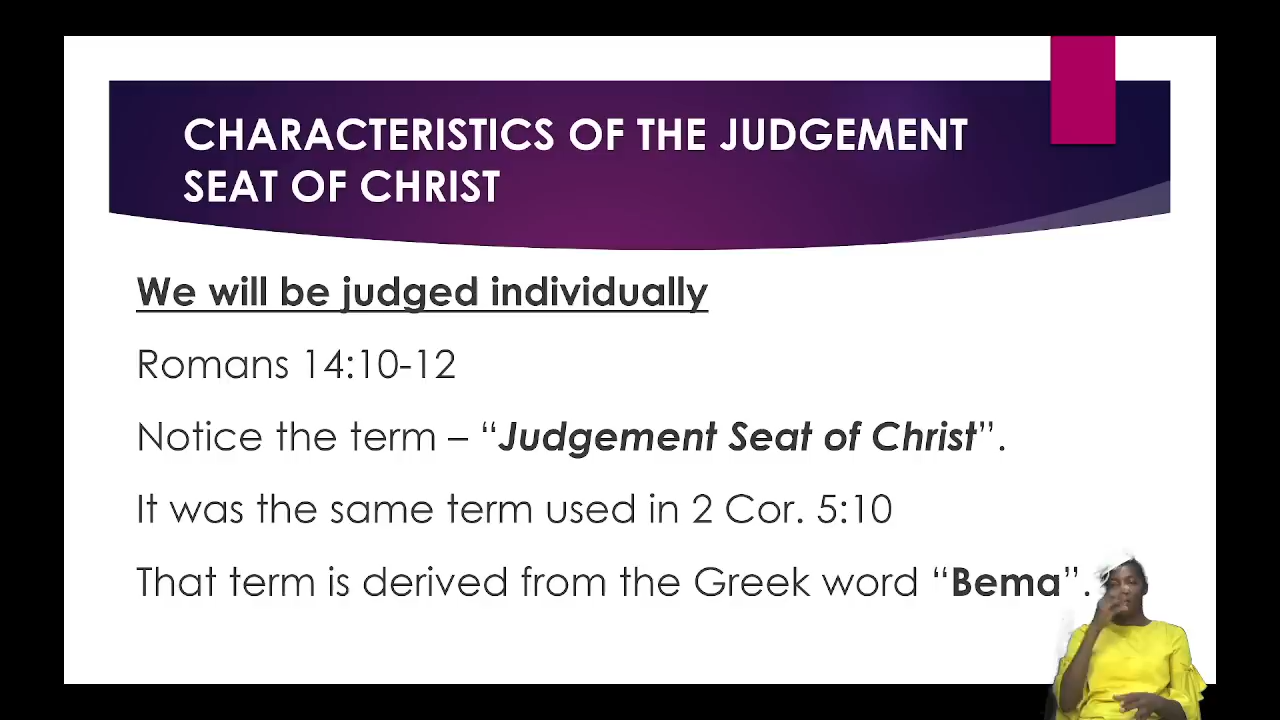 CHARACTERISTICS OF THE JUDGEMENT
SEAT OF CHRIST
We will be judged individually
Romans 14:10-12
Notice the term – “Judgement Seat of Christ”.
It was the same term used in 2 Cor. 5:10
That term is derived from the Greek word “Bema”.